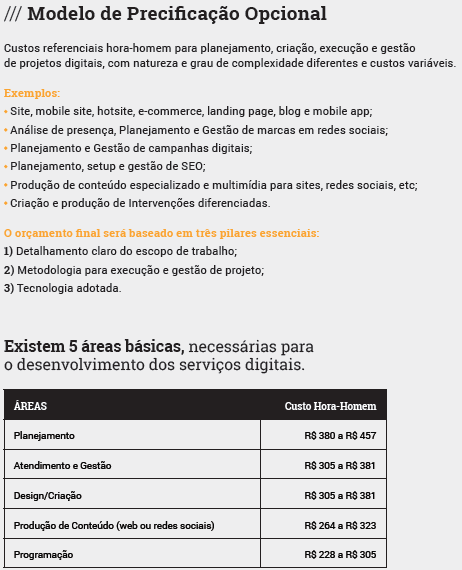 /// Modelo de Precificação Opcional
Custos referenciais hora-homem para planejamento, criação, execução e gestão
de projetos digitais, com natureza e grau de complexidade diferentes e custos variáveis.
Exemplos:
• Site, mobile site, hotsite, e-commerce, landing page, blog e mobile app;
• Análise de presença, Planejamento e Gestão de marcas em redes sociais;
• Planejamento e Gestão de campanhas digitais;
• Planejamento, setup e gestão de SEO;
• Produção de conteúdo especializado e multimídia para sites, redes sociais, etc;
• Criação e produção de Intervenções diferenciadas.
O orçamento final será baseado em três pilares essenciais:
1) Detalhamento claro do escopo de trabalho;
2) Metodologia para execução e gestão de projeto;
3) Tecnologia adotada.
Existem 5 áreas básicas, necessárias para
o desenvolvimento dos serviços digitais.
ÁREAS Custo Hora-Homem
Planejamento R$ 380 a R$ 457
Atendimento e Gestão R$ 305 a R$ 381
Design/Criação R$ 305 a R$ 381
Produção de Conteúdo (web ou redes sociais) R$ 264 a R$ 323
Programação R$ 228 a R$ 305